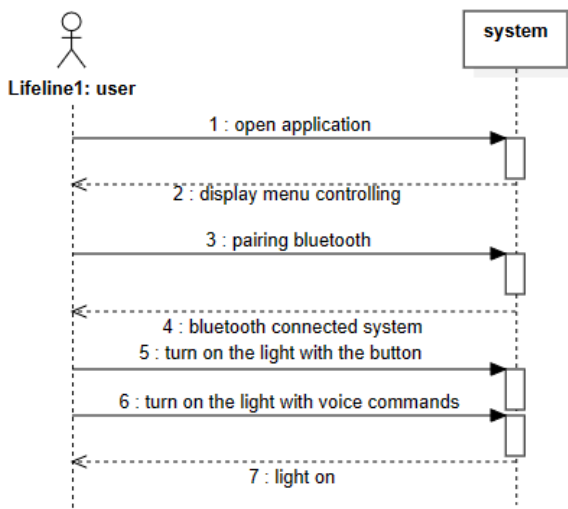 system
Lifeline1: user
1 : open application
2 : display menu controlling
3 : pairing bluetooth
4 : bluetooth connected system
5 : turn on the light with the button
6 : turn on the light with voice commands
7 : light on